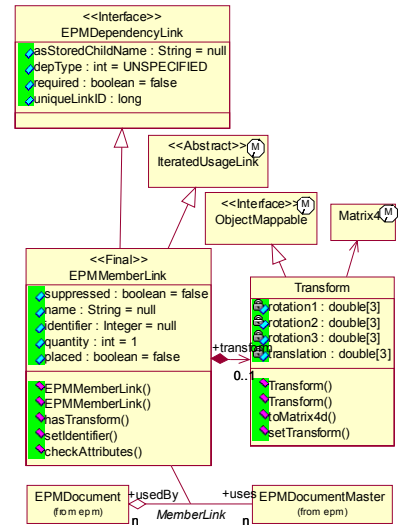 <<Interface>>
EPMDependencyLink
asStoredChildName : String = null
depType : int = UNSPECIFIED
required : boolean = false
uniqueLinkID : long
<<Abstract>> M
IteratedUsageLink
<<Interface>> M
ObjectMappable
Matrix4 M
<<Final>>
EPMMemberLink
suppressed : boolean = false
name : String = null
identifier : Integer = null
quantity : int = 1
placed : boolean = false
EPMMemberLink()
EPMMemberLink()
hasTransform()
setIdentifier()
checkAttributes()
+transform
0..1
Transform
rotation1 : double[3]
rotation2 : double[3]
rotation3 : double[3]
translation : double[3]
Transform()
Transform()
toMatrix4d()
setTransform()
EPMDocument
(from epm)
+usedBy
n
MemberLink
+uses
n
EPMDocumentMaster
(from epm)